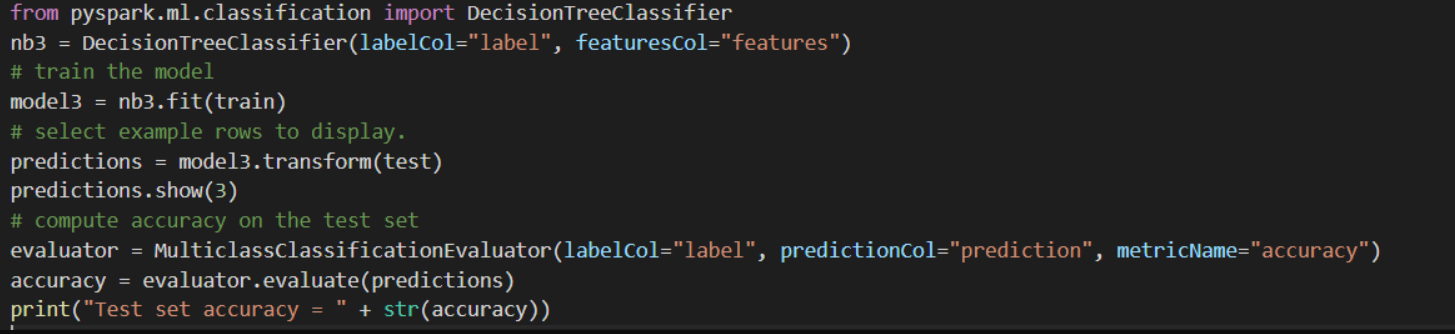 from pyspark.ml.classification import DecisionTreeClassifier
nb3 = DecisionTreeClassifier(labelCol="label", featuresCol="features")
# train the model
model3 = nb3.fit(train)
# select example rows to display.
predictions = model3.transform(test)
predictions.show(3)
# compute accuracy on the test set
evaluator = MulticlassClassificationEvaluator(labelCol="label", predictionCol="prediction", metricName="accuracy")
accuracy = evaluator.evaluate(predictions)
print("Test set accuracy = " + str(accuracy))